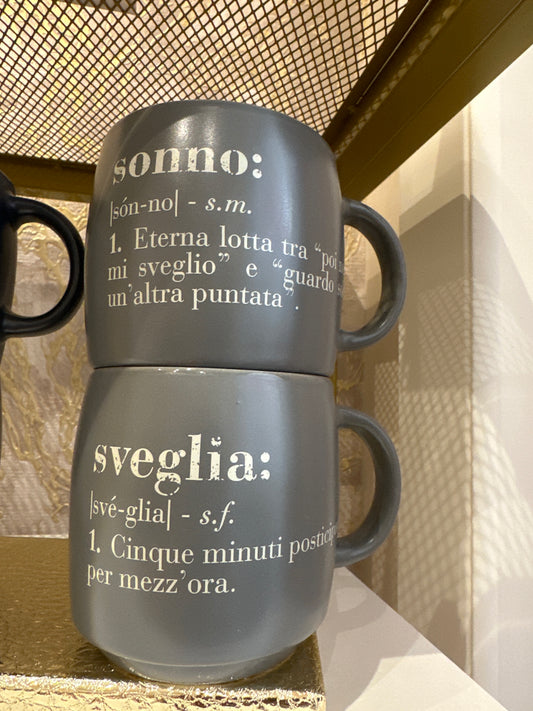 sonno:
|són-no| - s.m.
1. Eterna lotta tra “poi
mi sveglio” e “guardo
un'altra puntata”.
sveglia:
|své-glia| - s.f.
1. Cinque minuti
per mezz'ora.